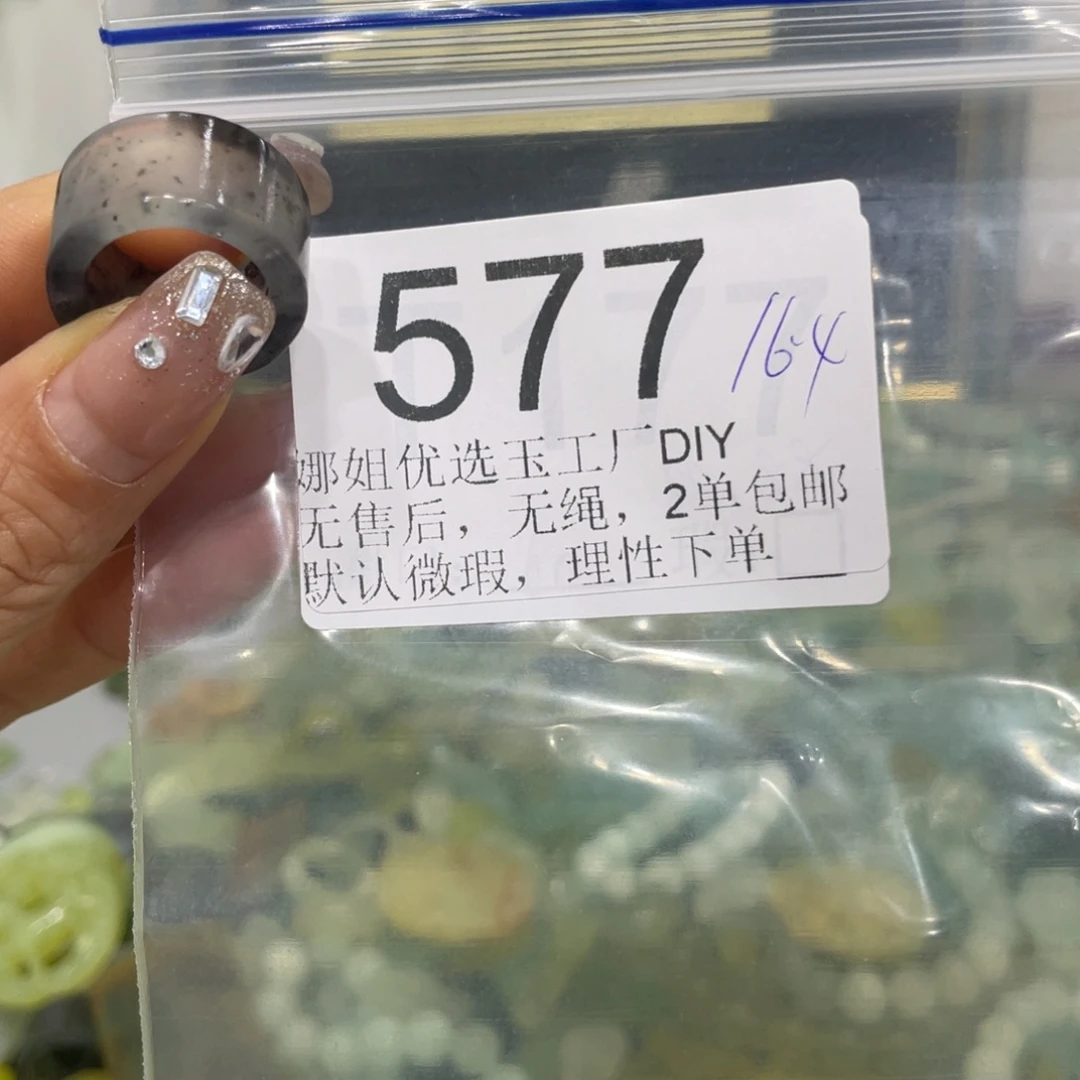 577 16.4
娜姐优选玉工厂DIY
无售后，无绳，2单包邮
默认微瑕，理性下单